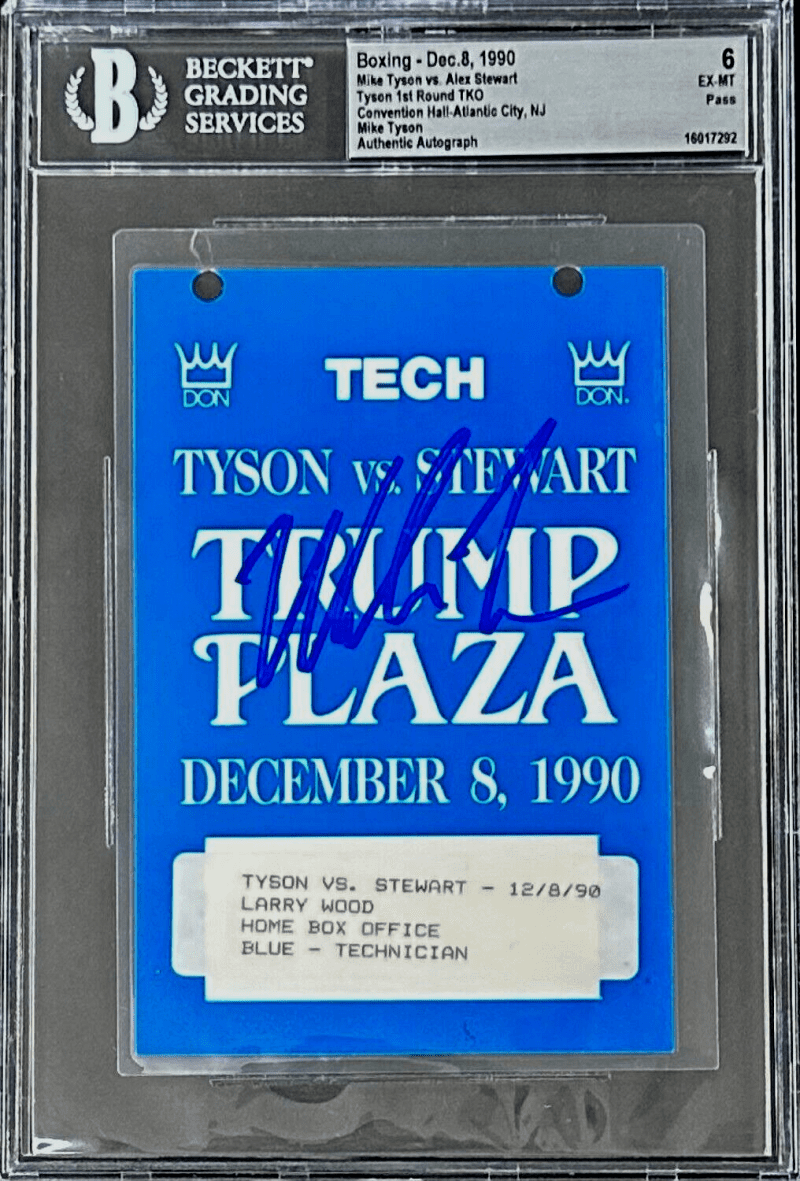 B
BECKETT®
GRADING
SERVICES
Boxing - Dec.8, 1990
Mike Tyson vs. Alex Stewart
Tyson 1st Round TKO
Convention Hall-Atlantic City, NJ
Mike Tyson
Authentic Autograph
6
EX-MT
Pass
16017292
DON
TECH
DON.
TYSON vs. STEWART
TRUMP
PLAZA
DECEMBER 8, 1990
TYSON VS. STEWART - 12/8/90
LARRY WOOD
HOME BOX OFFICE
BLUE - TECHNICIAN